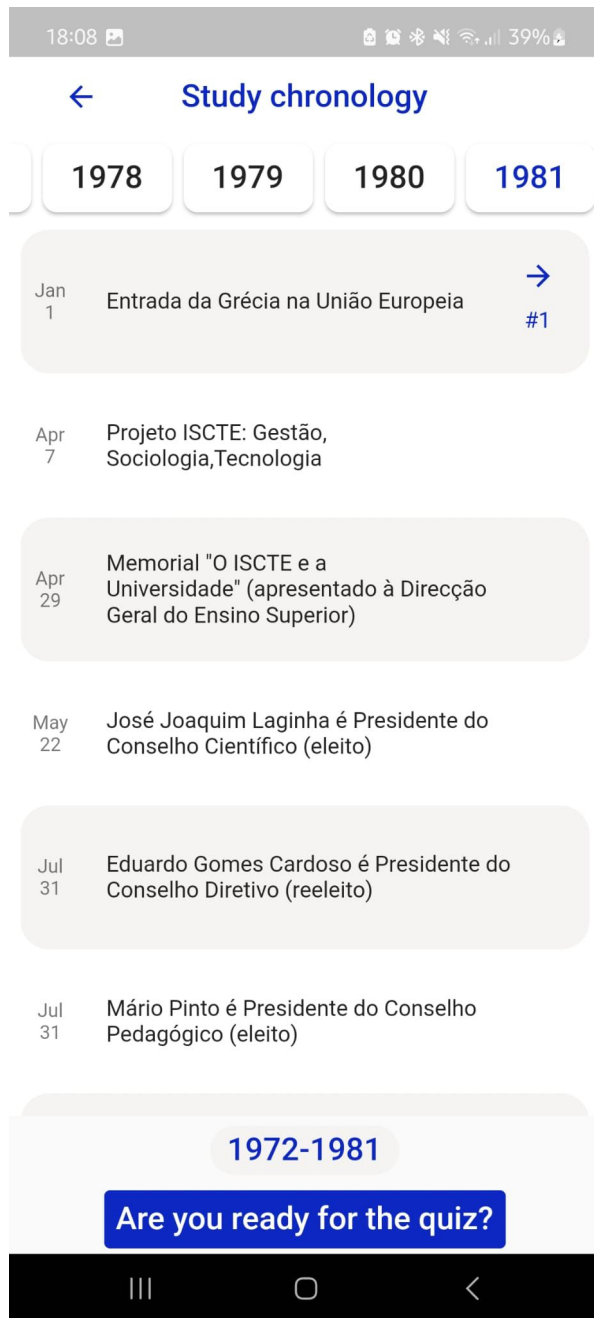 18:08
39%
Study chronology
1978 1979 1980 1981
Jan
1
Entrada da Grécia na União Europeia
#1
Apr
7
Projeto ISCTE: Gestão,
Sociologia,Tecnologia
Apr
29
Memorial "O ISCTE e a
Universidade" (apresentado à Direcção
Geral do Ensino Superior)
May
22
José Joaquim Laginha é Presidente do
Conselho Científico (eleito)
Jul
31
Eduardo Gomes Cardoso é Presidente do
Conselho Diretivo (reeleito)
Jul
31
Mário Pinto é Presidente do Conselho
Pedagógico (eleito)
1972-1981
Are you ready for the quiz?